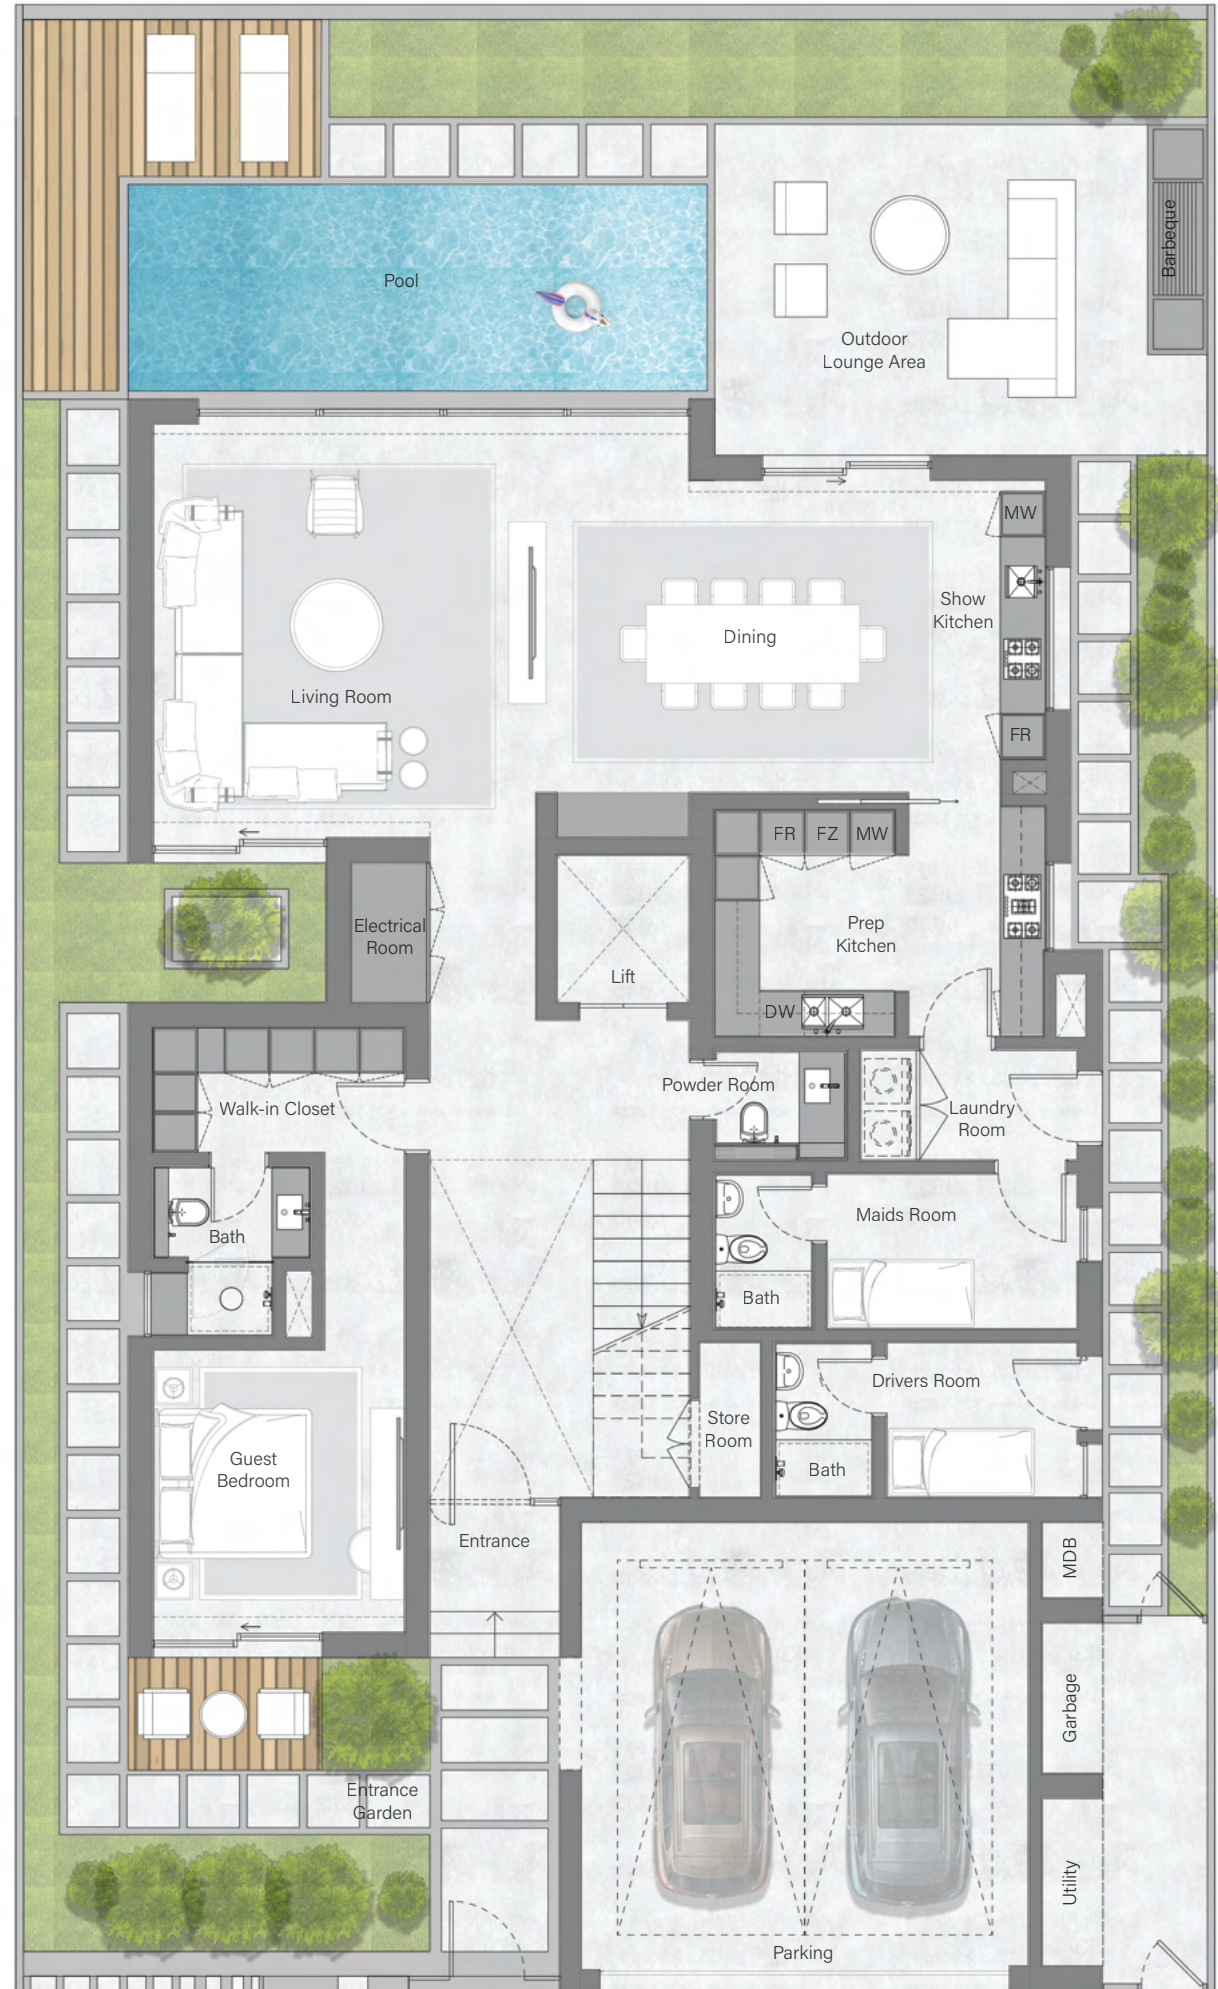 Pool
Barbeque
Outdoor
Lounge Area
MW
Show
Kitchen
Dining
Living Room
FR
FR
FZ
MW
Electrical
Room
Prep
Kitchen
Lift
DW
Powder Room
Walk-in Closet
Laundry
Room
Maids Room
Bath
Bath
Drivers Room
Store
Room
Guest
Bedroom
Bath
Entrance
MDB
Garbage
Entrance
Garden
Utility
Parking